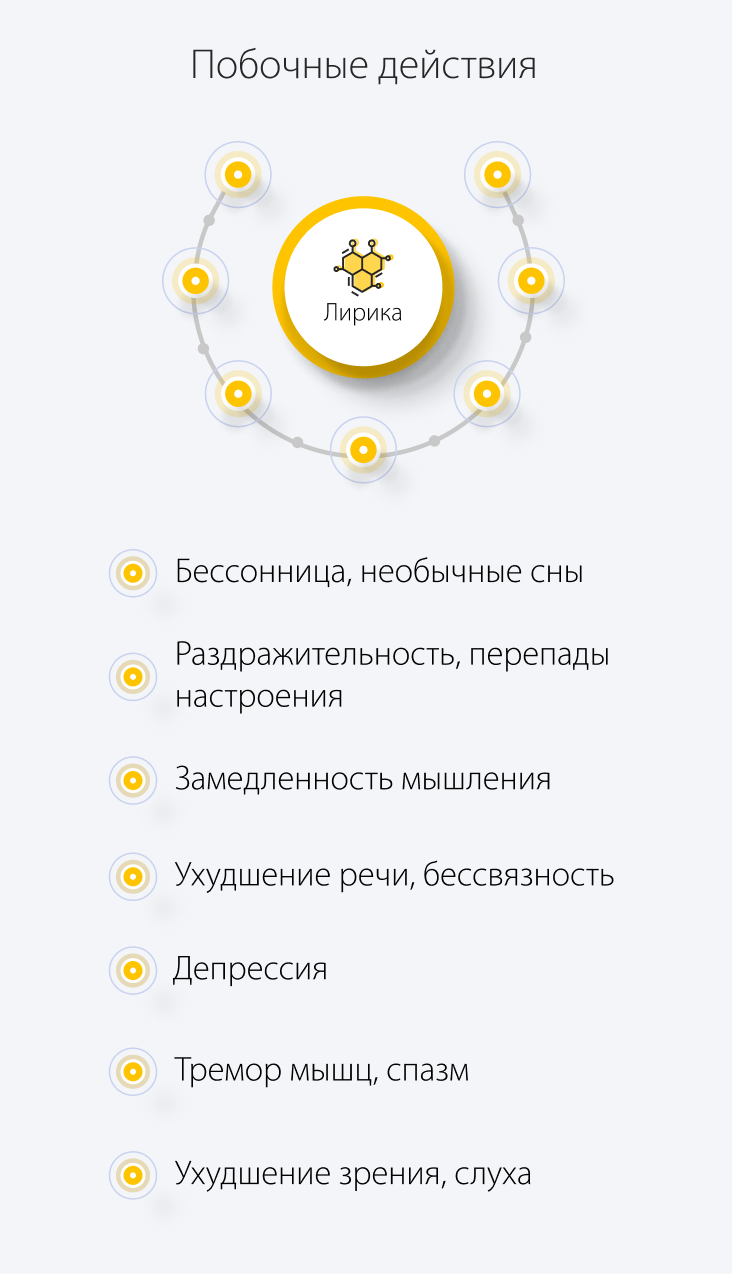 Побочные действия
Лирика
Бессонница, необычные сны
Раздражительность, перепады
настроения
Замедленность мышления
Ухудшение речи, бессвязность
Депрессия
Тремор мышц, спазм
Ухудшение зрения, слуха